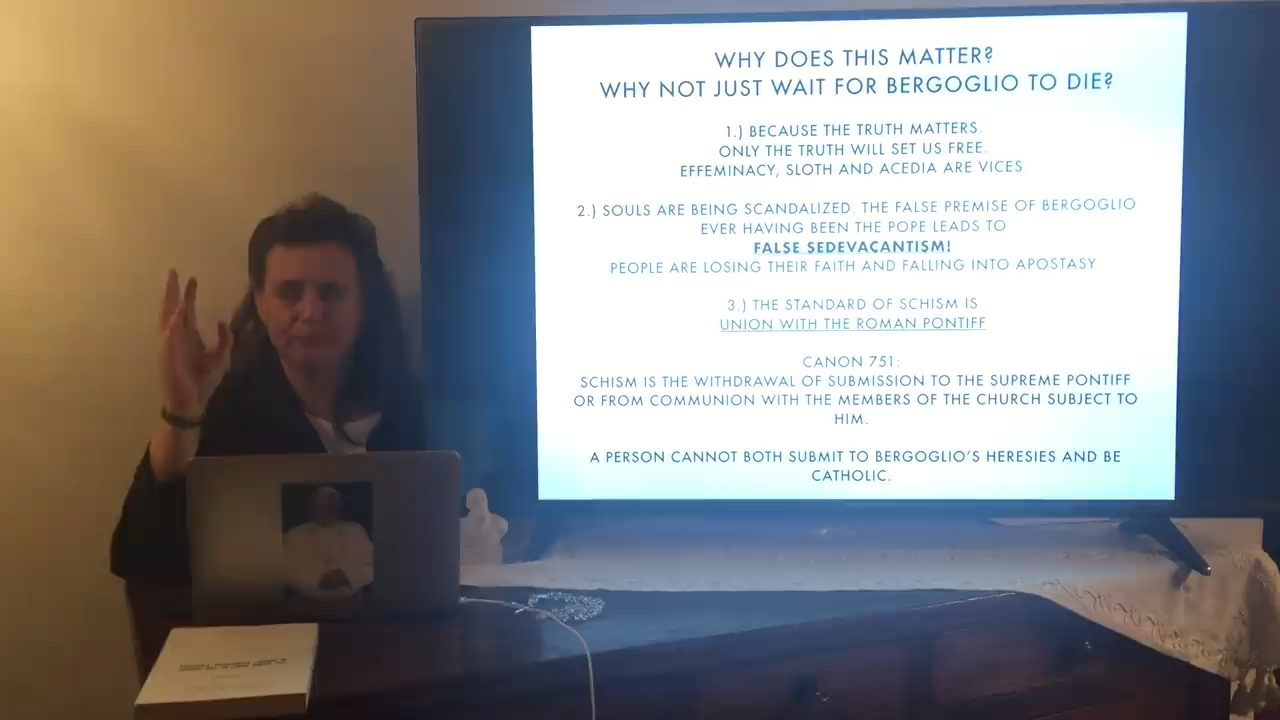 WHY DOES THIS MATTER?
WHY NOT JUST WAIT FOR BERGOGLIO TO DIE?
1.) BECAUSE THE TRUTH MATTERS.
ONLY THE TRUTH WILL SET US FREE.
EFFEMINACY, SLOTH AND ACEDIA ARE VICES.
2.) SOULS ARE BEING SCANDALIZED. THE FALSE PREMISE OF BERGOGLIO
EVER HAVING BEEN THE POPE LEADS TO
FALSE SEDEVACANTISM!
PEOPLE ARE LOSING THEIR FAITH AND FALLING INTO APOSTASY
3.) THE STANDARD OF SCHISM IS
UNION WITH THE ROMAN PONTIFF
CANON 751:
SCHISM IS THE WITHDRAWAL OF SUBMISSION TO THE SUPREME PONTIFF
OR FROM COMMUNION WITH THE MEMBERS OF THE CHURCH SUBJECT TO
HIM.
A PERSON CANNOT BOTH SUBMIT TO BERGOGLIO'S HERESIES AND BE
CATHOLIC.